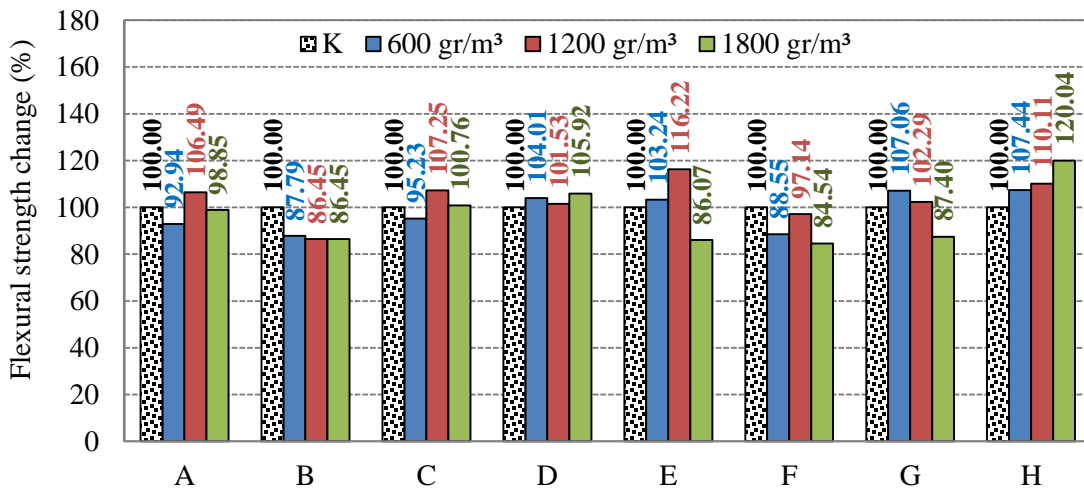 Flexural strength change (%)
180
160
140
120
100
80
60
40
20
0
K 600 gr/m³ 1200 gr/m³ 1800 gr/m³
100.00 92.94 106.49 98.85
100.00 87.79 86.45 86.45
100.00 95.23 107.25 100.76
100.00 104.01 101.53 105.92
100.00 103.24 116.22 86.07
100.00 88.55 97.14 84.54
100.00 107.06 102.29 87.40
100.00 107.44 110.11 120.04
A B C D E F G H